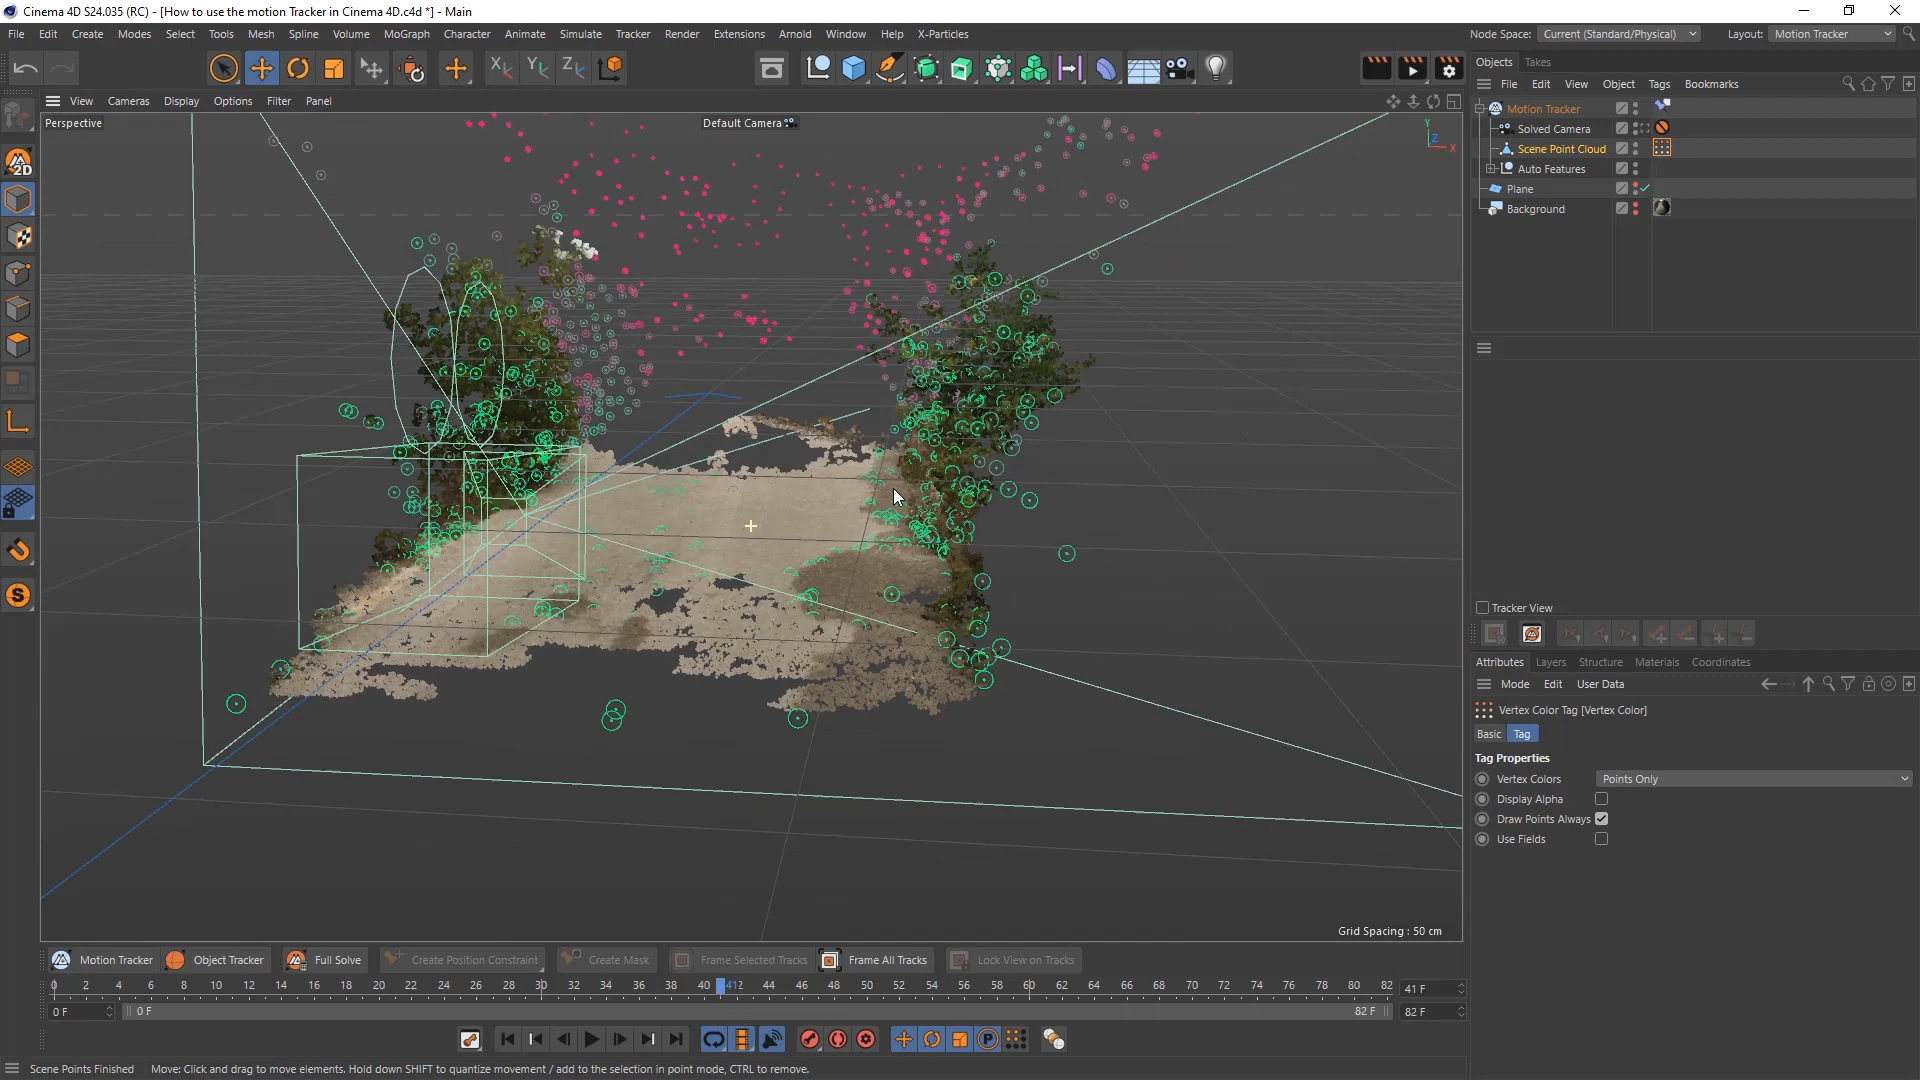 Cinema 4D S24.035 (RC) - [How to use the motion Tracker in Cinema 4D.c4d *] - Main
File Edit Create Modes Select Tools Mesh Spline Volume MoGraph Character Animate Simulate Tracker Render Extensions Arnold Window Help X-Particles
Node Space: Current (Standard/Physical) Layout: Motion Tracker
Objects Takes
File Edit View Object Tags Bookmarks
View Cameras Display Options Filter Panel
Perspective
Default Camera
Y
Z
X
Motion Tracker
Solved Camera
Scene Point Cloud
Auto Features
Plane
Background
2D
S
Tracker View
Attributes Layers Structure Materials Coordinates
Mode Edit User Data
Vertex Color Tag [Vertex Color]
Basic Tag
Tag Properties
Vertex Colors Points Only
Display Alpha
Draw Points Always
Use Fields
Grid Spacing : 50 cm
Motion Tracker Object Tracker Full Solve Create Position Constraint Create Mask Frame Selected Tracks Frame All Tracks Lock View on Tracks
0 2 4 6 8 10 12 14 16 18 20 22 24 26 28 30 32 34 36 38 40 412 44 46 48 50 52 54 56 58 60 62 64 66 68 70 72 74 76 78 80 82 41 F
0 F 0 F 82 F 82 F
P
Scene Points Finished Move: Click and drag to move elements. Hold down SHIFT to quantize movement / add to the selection in point mode, CTRL to remove.